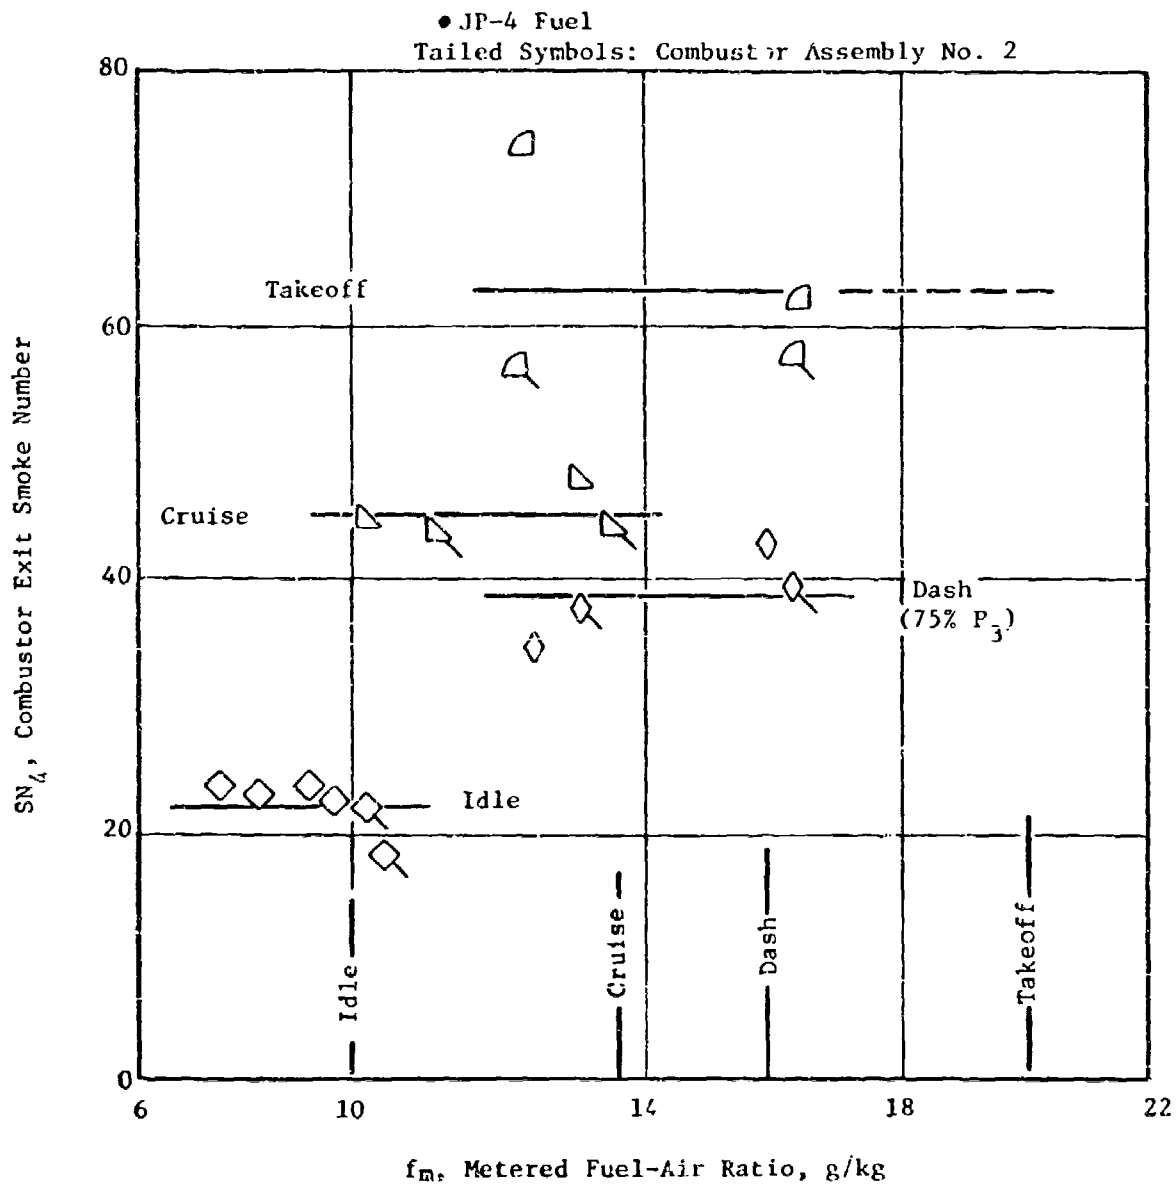 • JP-4 Fuel
Tailed Symbols: Combustor Assembly No. 2
80
60
40
20
0
SN4, Combustor Exit Smoke Number
Takeoff
Cruise
Dash
(75% P3)
Idle
Idle
Cruise
Dash
Takeoff
6
10
14
18
22
fm, Metered Fuel-Air Ratio, g/kg